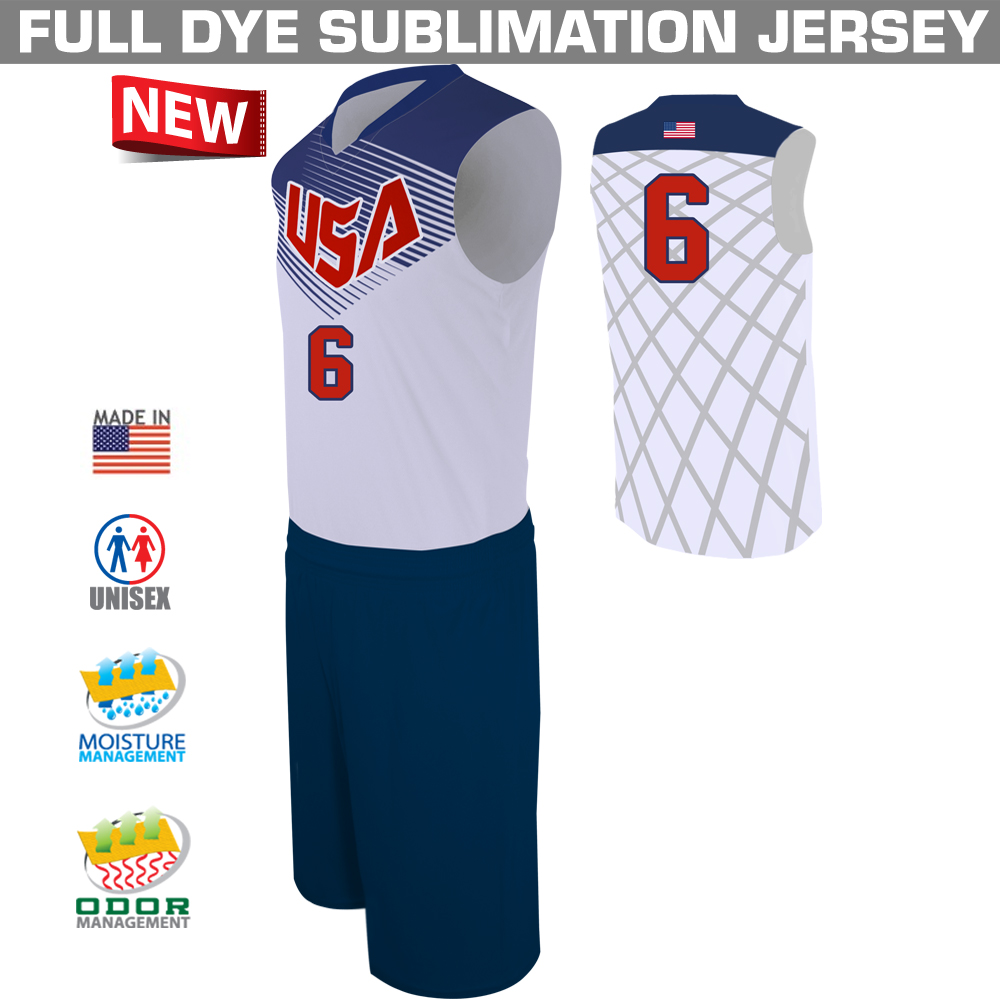 FULL DYE SUBLIMATION JERSEY
NEW
USA
6
6
MADE IN
UNISEX
MOISTURE
MANAGEMENT
ODOR
MANAGEMENT